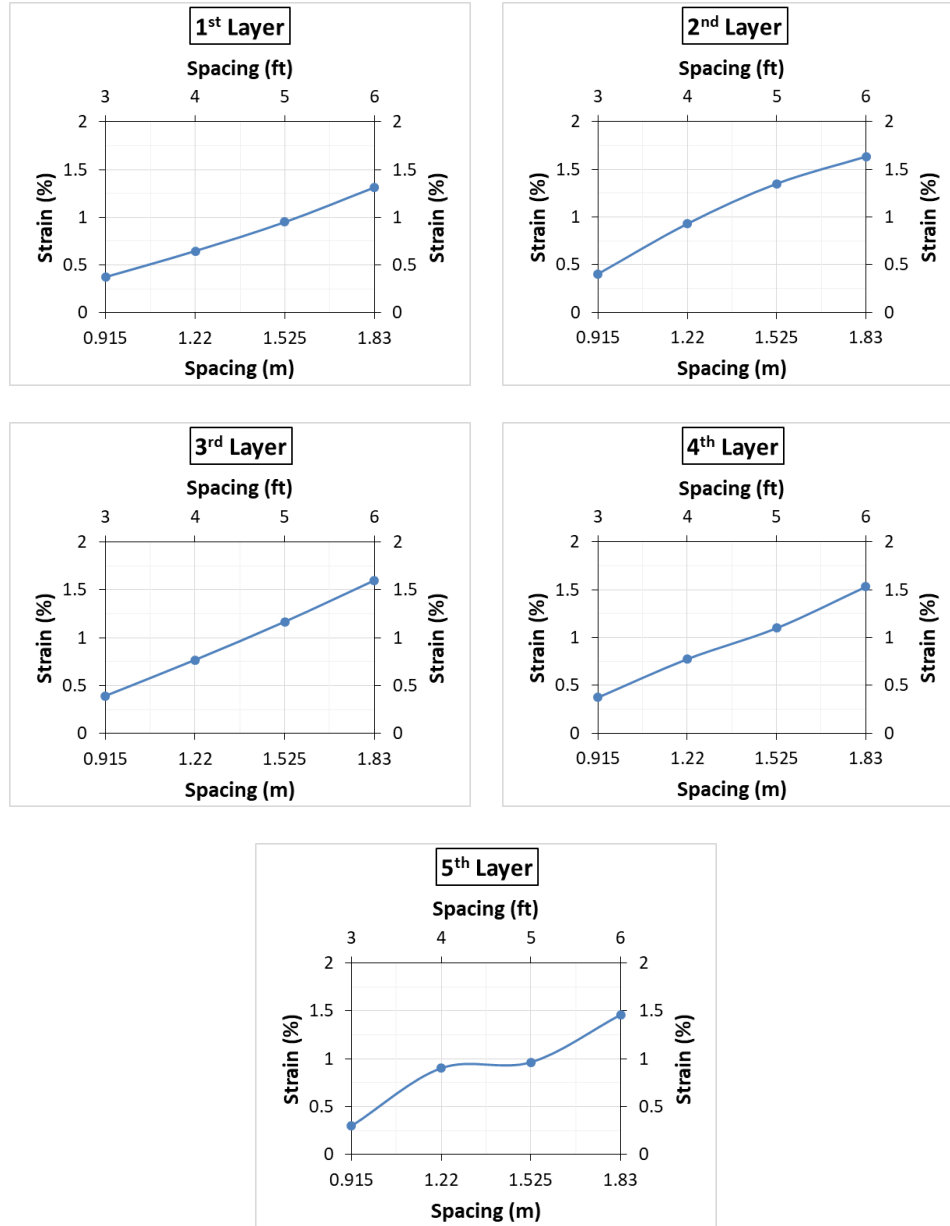 1st Layer
Spacing (ft)
3 4 5 6
2 2
1.5 1.5
1 1
0.5 0.5
0 0
Strain (%)
Strain (%)
0.915 1.22 1.525 1.83
Spacing (m)
2nd Layer
Spacing (ft)
3 4 5 6
2 2
1.5 1.5
1 1
0.5 0.5
0 0
Strain (%)
Strain (%)
0.915 1.22 1.525 1.83
Spacing (m)
3rd Layer
Spacing (ft)
3 4 5 6
2 2
1.5 1.5
1 1
0.5 0.5
0 0
Strain (%)
Strain (%)
0.915 1.22 1.525 1.83
Spacing (m)
4th Layer
Spacing (ft)
3 4 5 6
2 2
1.5 1.5
1 1
0.5 0.5
0 0
Strain (%)
Strain (%)
0.915 1.22 1.525 1.83
Spacing (m)
5th Layer
Spacing (ft)
3 4 5 6
2 2
1.5 1.5
1 1
0.5 0.5
0 0
Strain (%)
Strain (%)
0.915 1.22 1.525 1.83
Spacing (m)